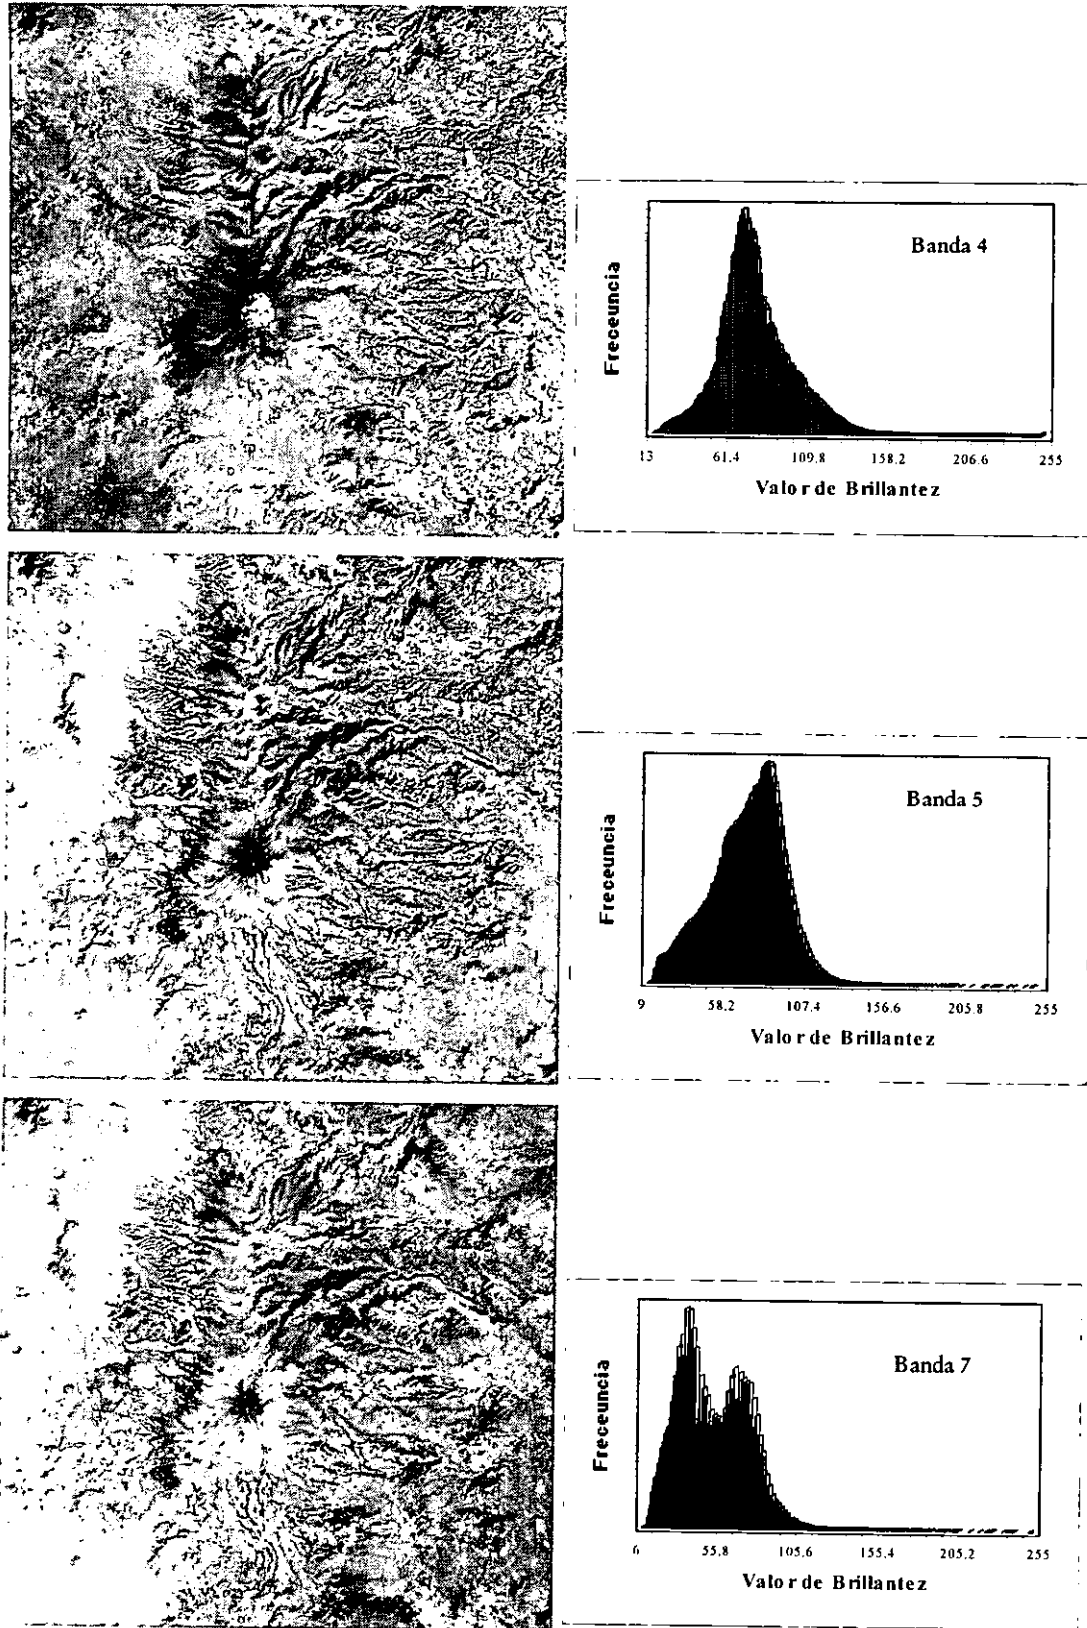 Banda 4
Freceuncia
13 61.4 109.8 158.2 206.6 255
Valor de Brillantez
Banda 5
Freceuncia
9 58.2 107.4 156.6 205.8 255
Valor de Brillantez
Banda 7
Freceuncia
6 55.8 105.6 155.4 205.2 255
Valor de Brillantez